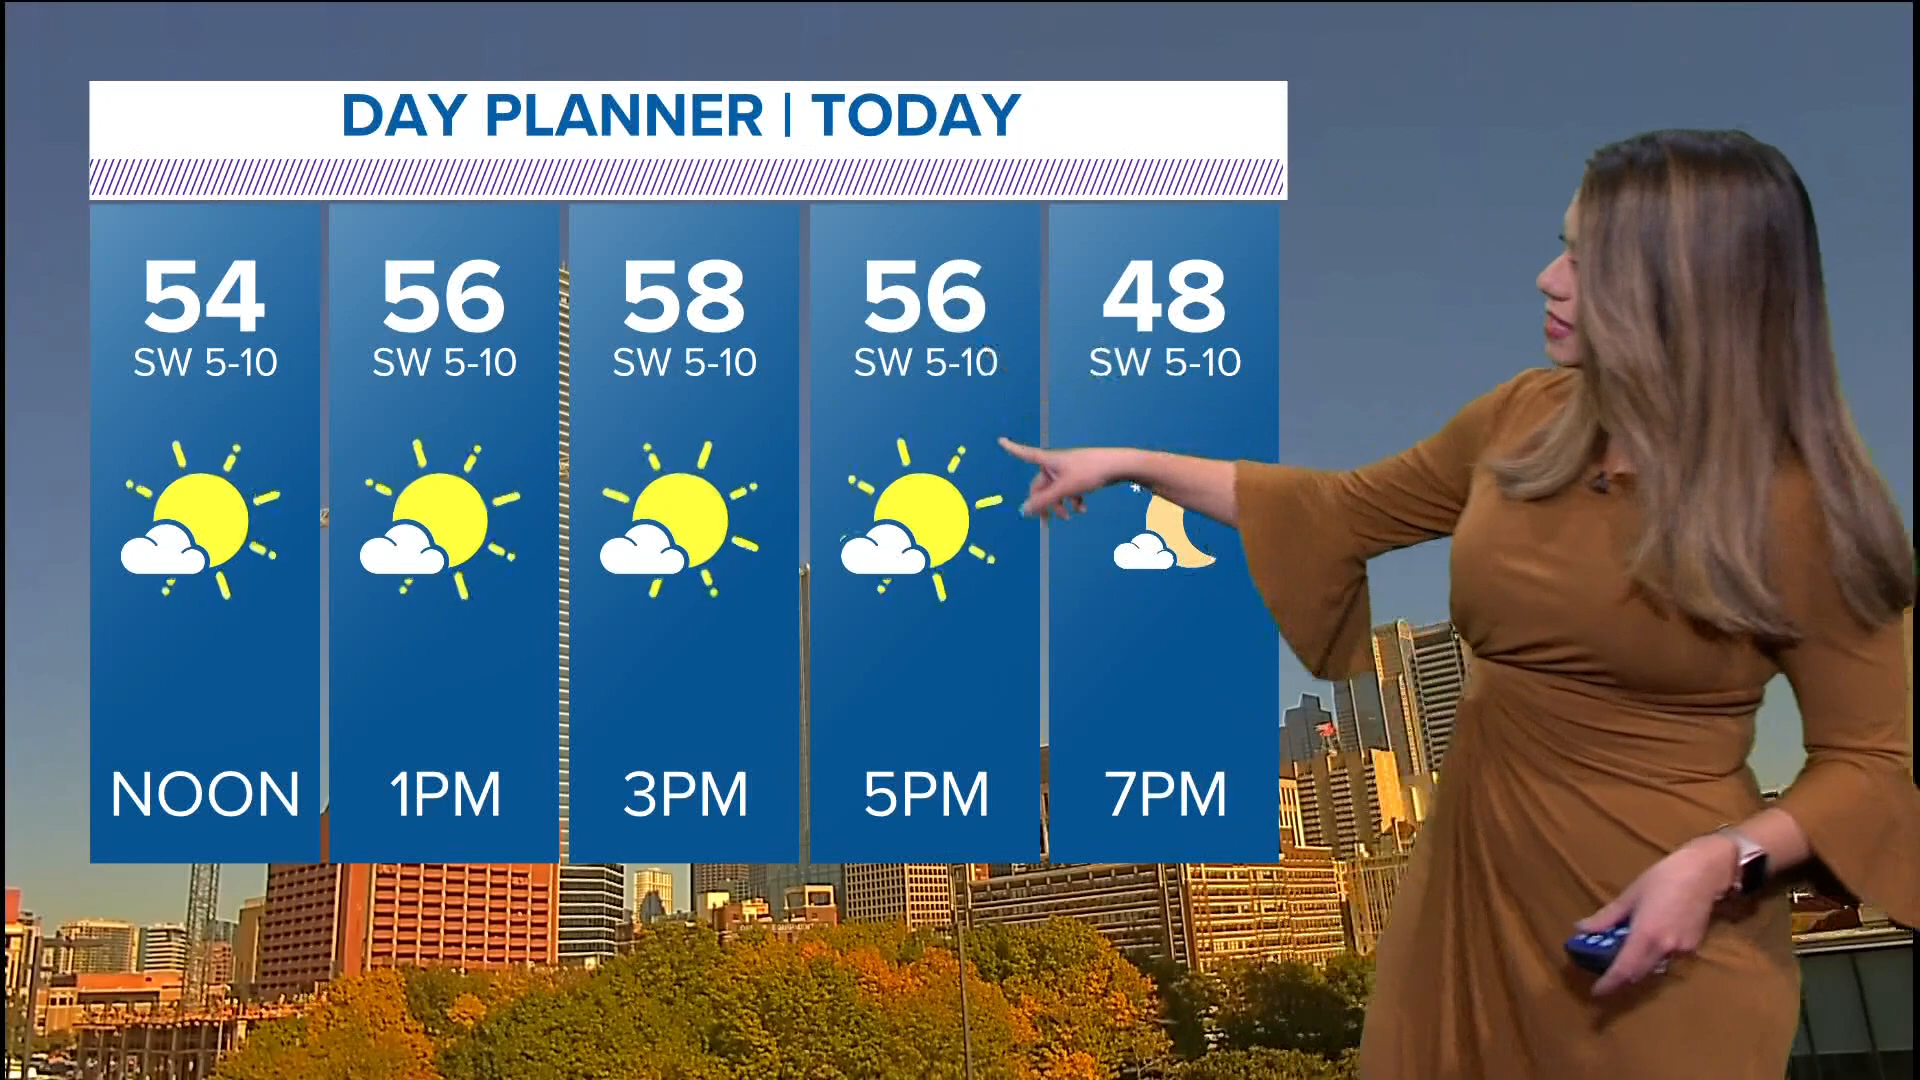 DAY PLANNER | TODAY
54 56 58 56 48
SW 5-10 SW 5-10 SW 5-10 SW 5-10 SW 5-10
NOON 1PM 3PM 5PM 7PM